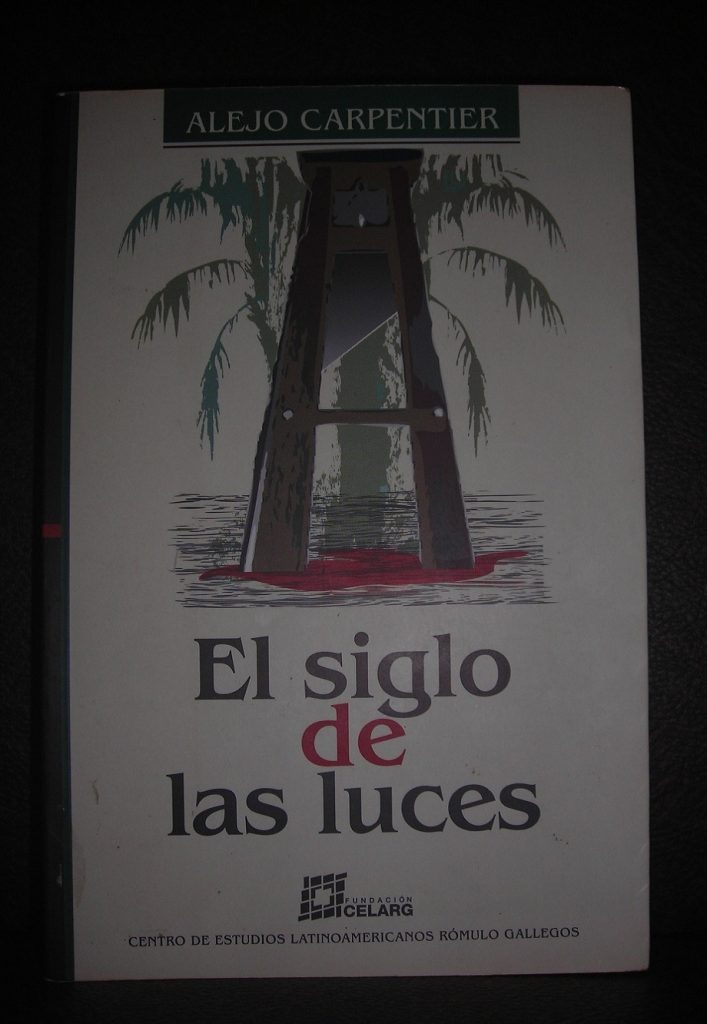 ALEJO CARPENTIER
El siglo
de
las luces
FUNDACIÓN
CELARG
CENTRO DE ESTUDIOS LATINOAMERICANOS RÓMULO GALLEGOS